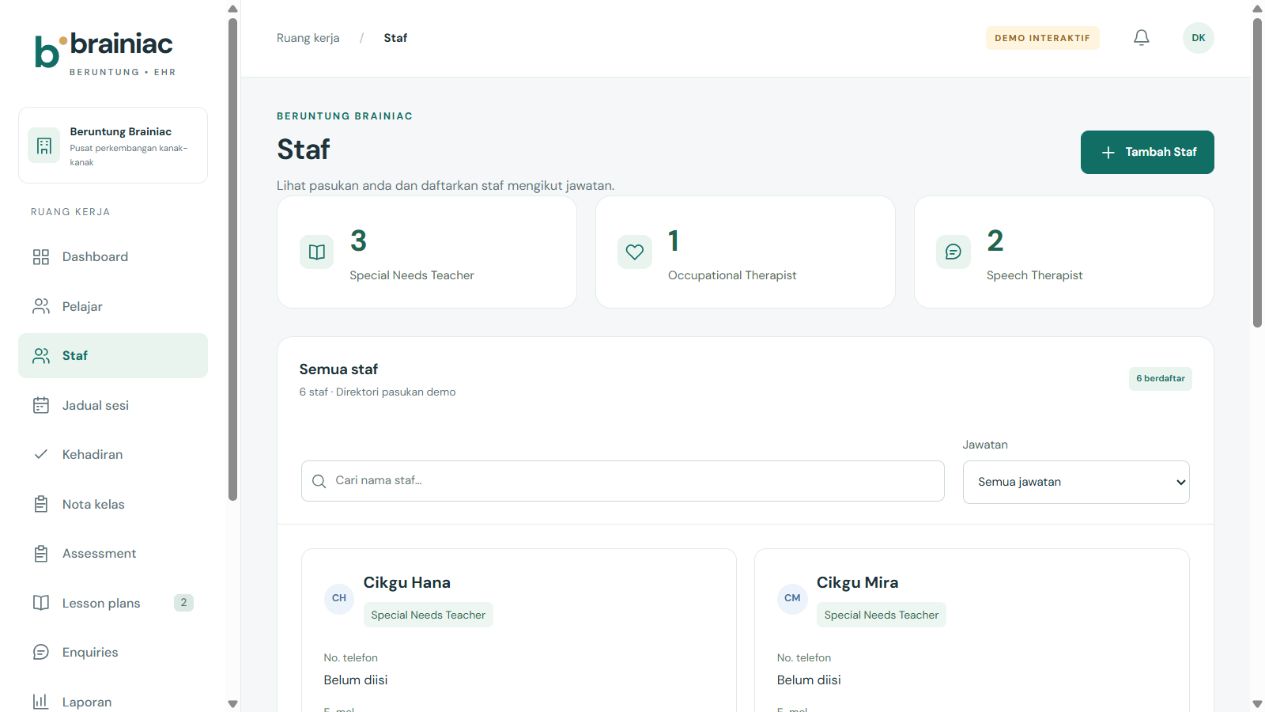 brainiac
BERUNTUNG • EHR
Beruntung Brainiac
Pusat perkembangan kanak-
kanak
RUANG KERJA
Dashboard
Pelajar
Staf
Jadual sesi
Kehadiran
Nota kelas
Assessment
Lesson plans 2
Enquiries
Laporan
Ruang kerja / Staf
DEMO INTERAKTIF
DK
BERUNTUNG BRAINIAC
Staf
Lihat pasukan anda dan daftarkan staf mengikut jawatan.
Tambah Staf
3
Special Needs Teacher
1
Occupational Therapist
2
Speech Therapist
Semua staf
6 staf · Direktori pasukan demo
6 berdaftar
Jawatan
Cari nama staf...
Semua jawatan
CH
Cikgu Hana
Special Needs Teacher
No. telefon
Belum diisi
E-mel
CM
Cikgu Mira
Special Needs Teacher
No. telefon
Belum diisi
E-mel